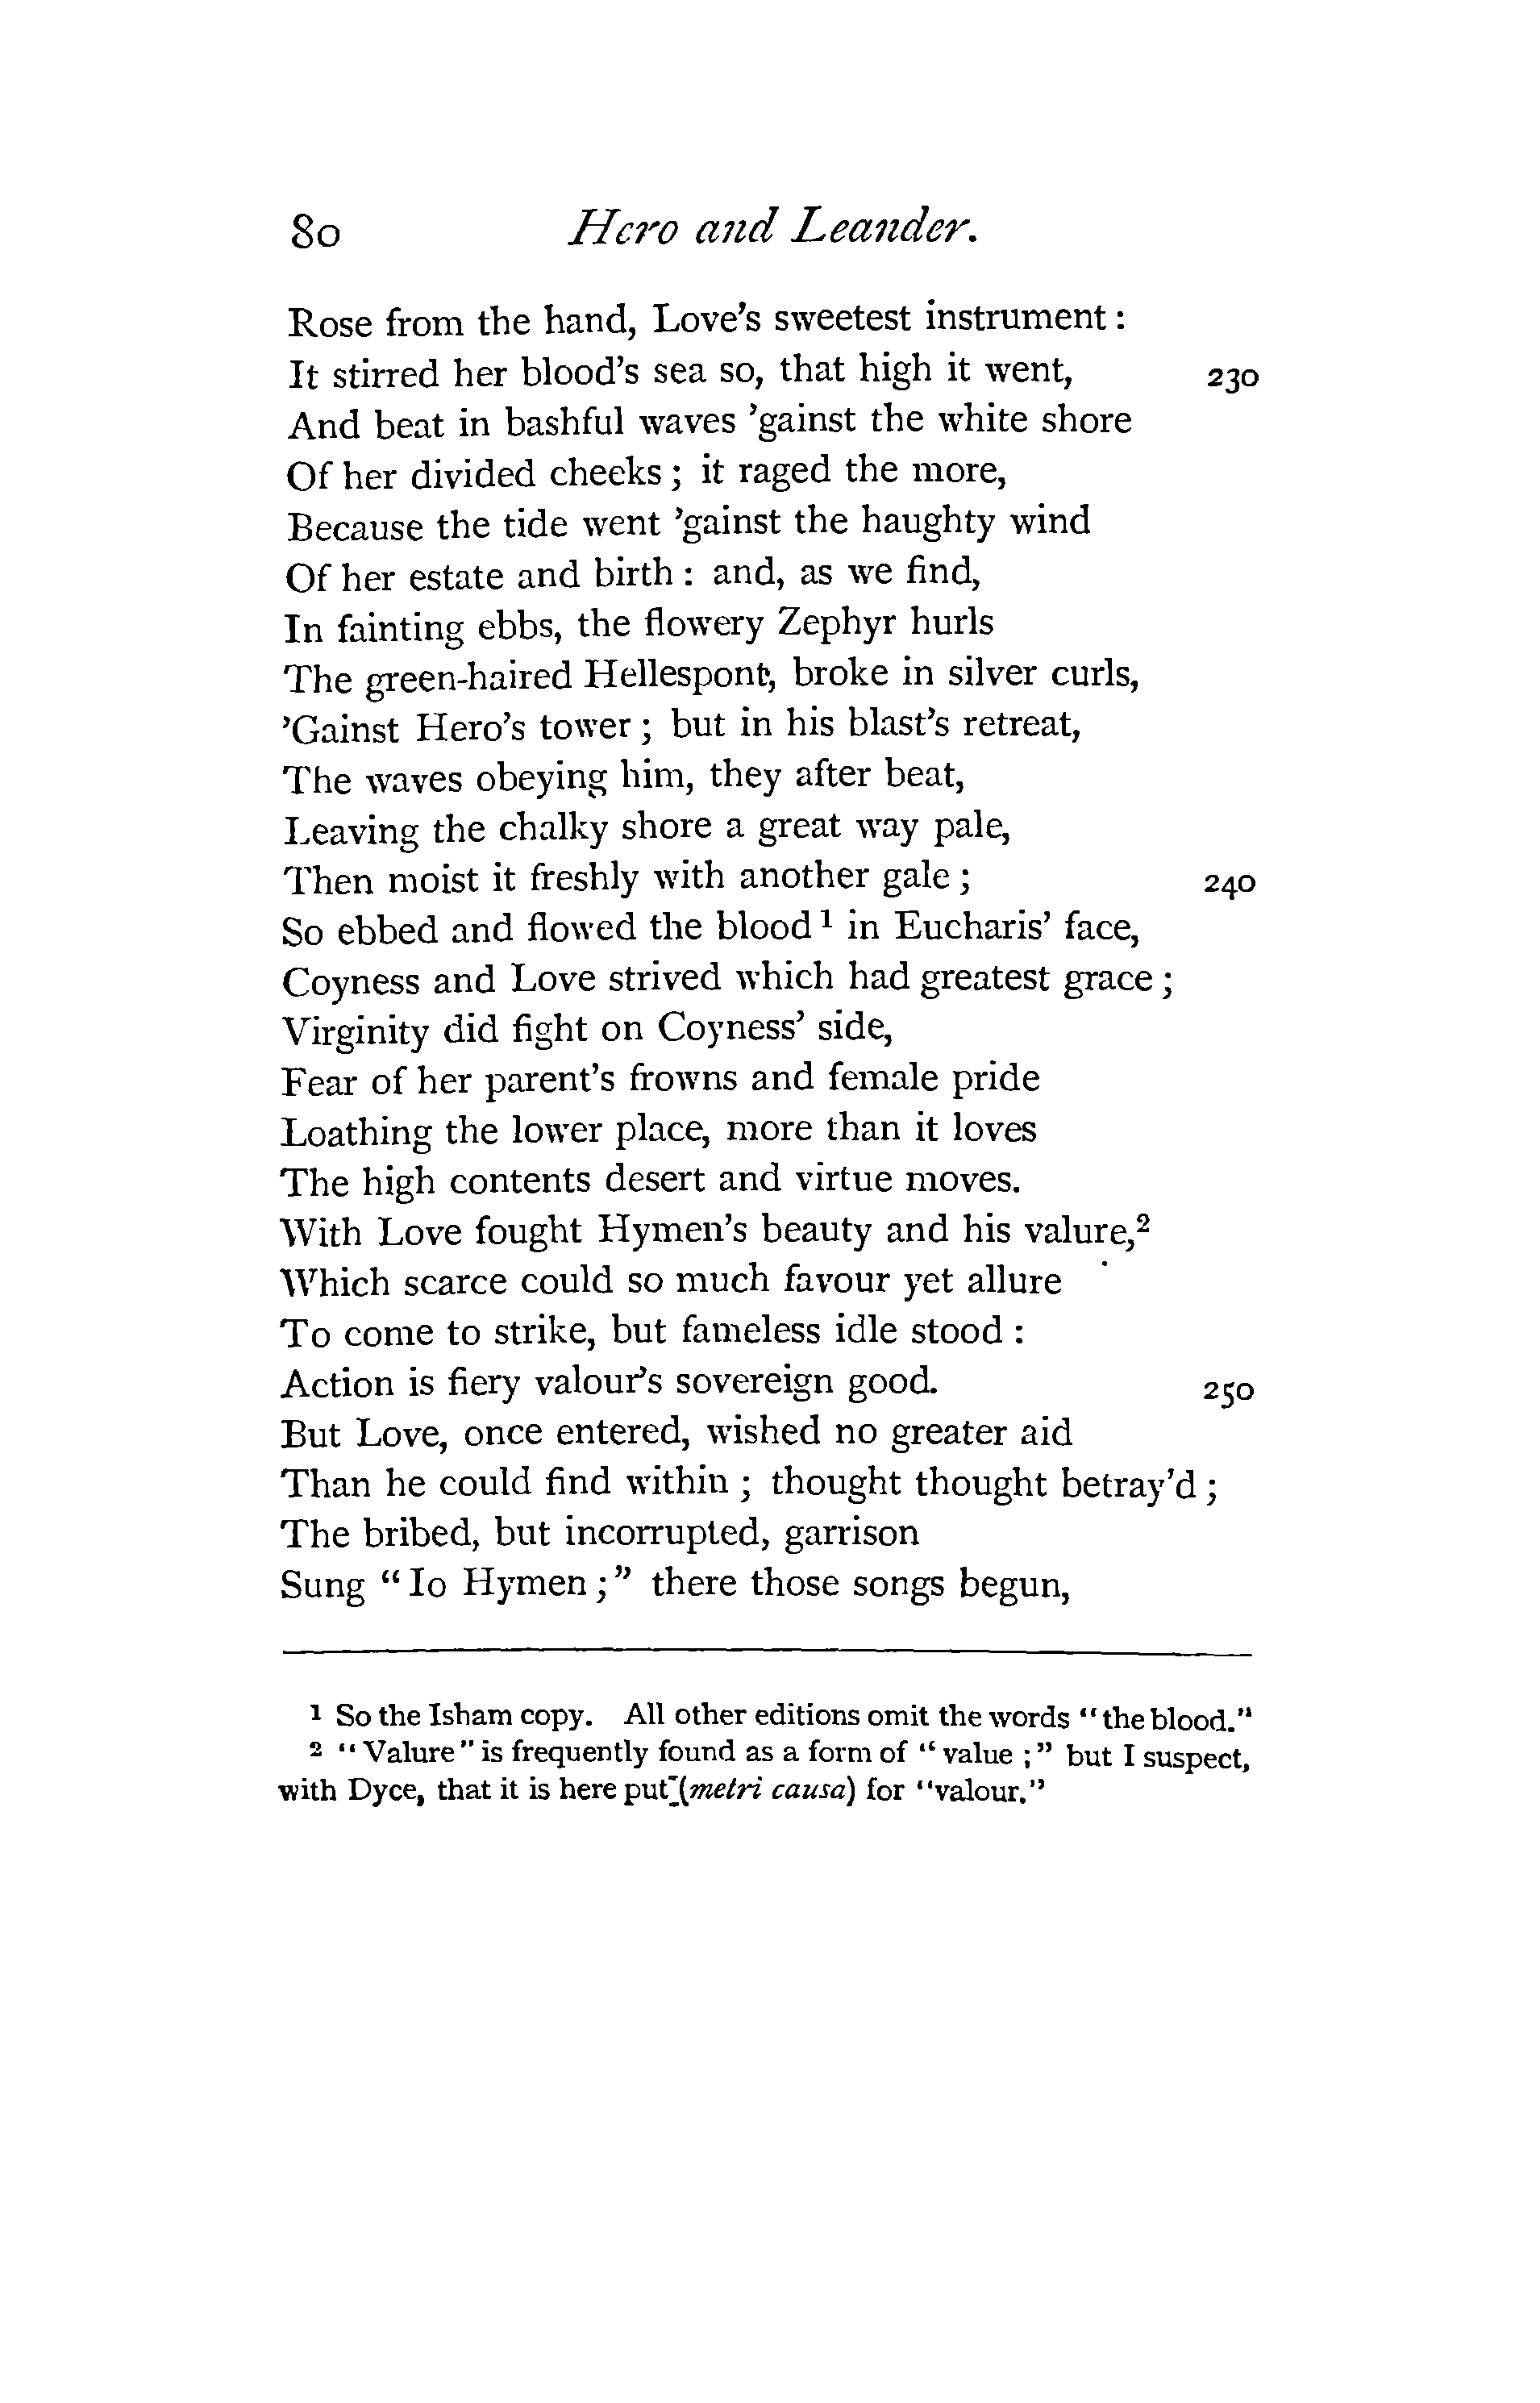 80 Hero and Leander.
Rose from the hand, Love's sweetest instrument :
It stirred her blood's sea so, that high it went, 230
And beat in bashful waves 'gainst the white shore
Of her divided cheeks ; it raged the more,
Because the tide went 'gainst the haughty wind
Of her estate and birth : and, as we find,
In fainting ebbs, the flowery Zephyr hurls
The green-haired Hellespont, broke in silver curls,
'Gainst Hero's tower ; but in his blast's retreat,
The waves obeying him, they after beat,
Leaving the chalky shore a great way pale,
Then moist it freshly with another gale ; 240
So ebbed and flowed the blood ¹ in Eucharis' face,
Coyness and Love strived which had greatest grace ;
Virginity did fight on Coyness' side,
Fear of her parent's frowns and female pride
Loathing the lower place, more than it loves
The high contents desert and virtue moves.
With Love fought Hymen's beauty and his valure,²
Which scarce could so much favour yet allure
To come to strike, but fameless idle stood :
Action is fiery valour's sovereign good. 250
But Love, once entered, wished no greater aid
Than he could find within ; thought thought betray'd ;
The bribed, but incorrupted, garrison
Sung "Io Hymen ;" there those songs begun,
¹ So the Isham copy. All other editions omit the words "the blood."
² "Valure" is frequently found as a form of "value ;" but I suspect,
with Dyce, that it is here put (metri causa) for "valour."